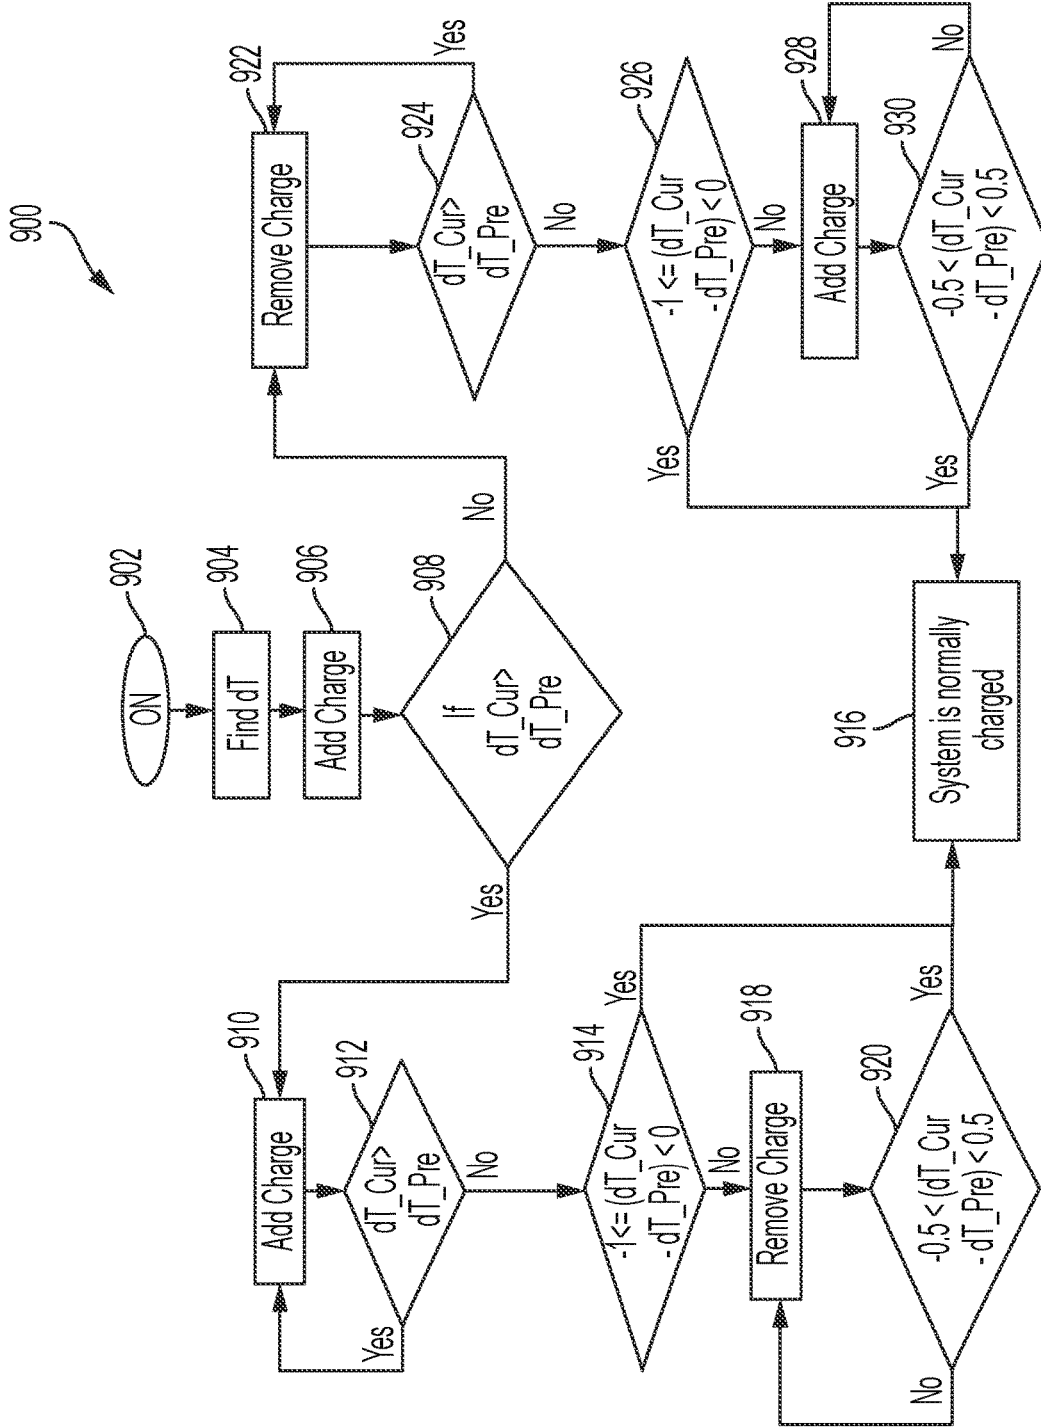 900
902
ON
904
Find dT
906
Add Charge
908
If
dT_Cur>
dT_Pre
Yes
No
910
Add Charge
912
dT_Cur>
dT_Pre
Yes
No
914
-1<= (dT_Cur
- dT_Pre) < 0
Yes
No
918
Remove Charge
920
-0.5 < (dT_Cur
- dT_Pre) < 0.5
Yes
No
916
System is normally
charged
922
Remove Charge
924
dT_Cur>
dT_Pre
Yes
No
926
-1 <= (dT_Cur
- dT_Pre) < 0
Yes
No
928
Add Charge
930
-0.5 < (dT_Cur
- dT_Pre) < 0.5
Yes
No